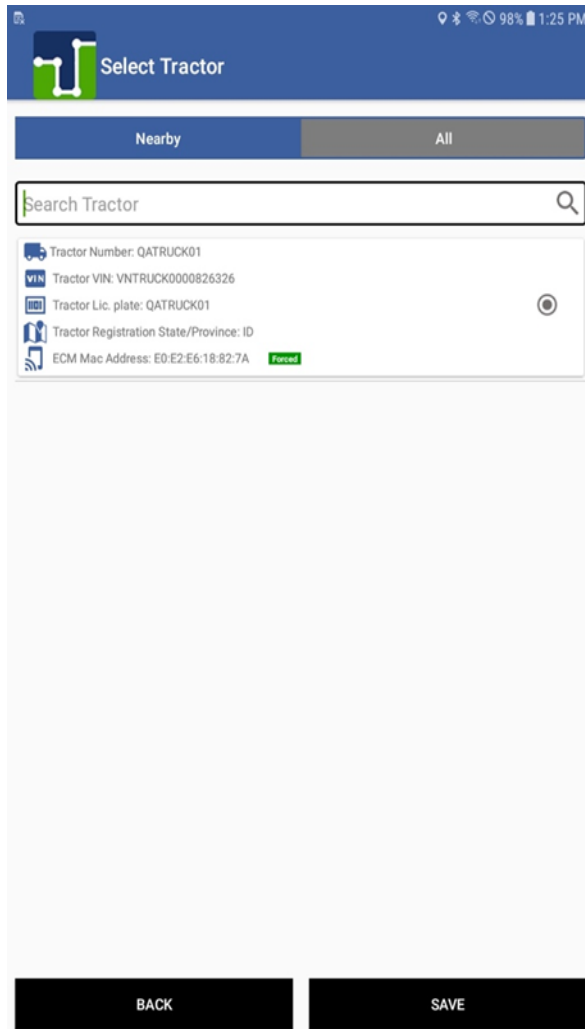 98% 1:25 PM
Select Tractor
Nearby All
Search Tractor
Tractor Number: QATRUCK01
VIN Tractor VIN: VNTRUCK0000826326
Tractor Lic. plate: QATRUCK01
Tractor Registration State/Province: ID
ECM Mac Address: E0:E2:E6:18:82:7A Forced
BACK SAVE